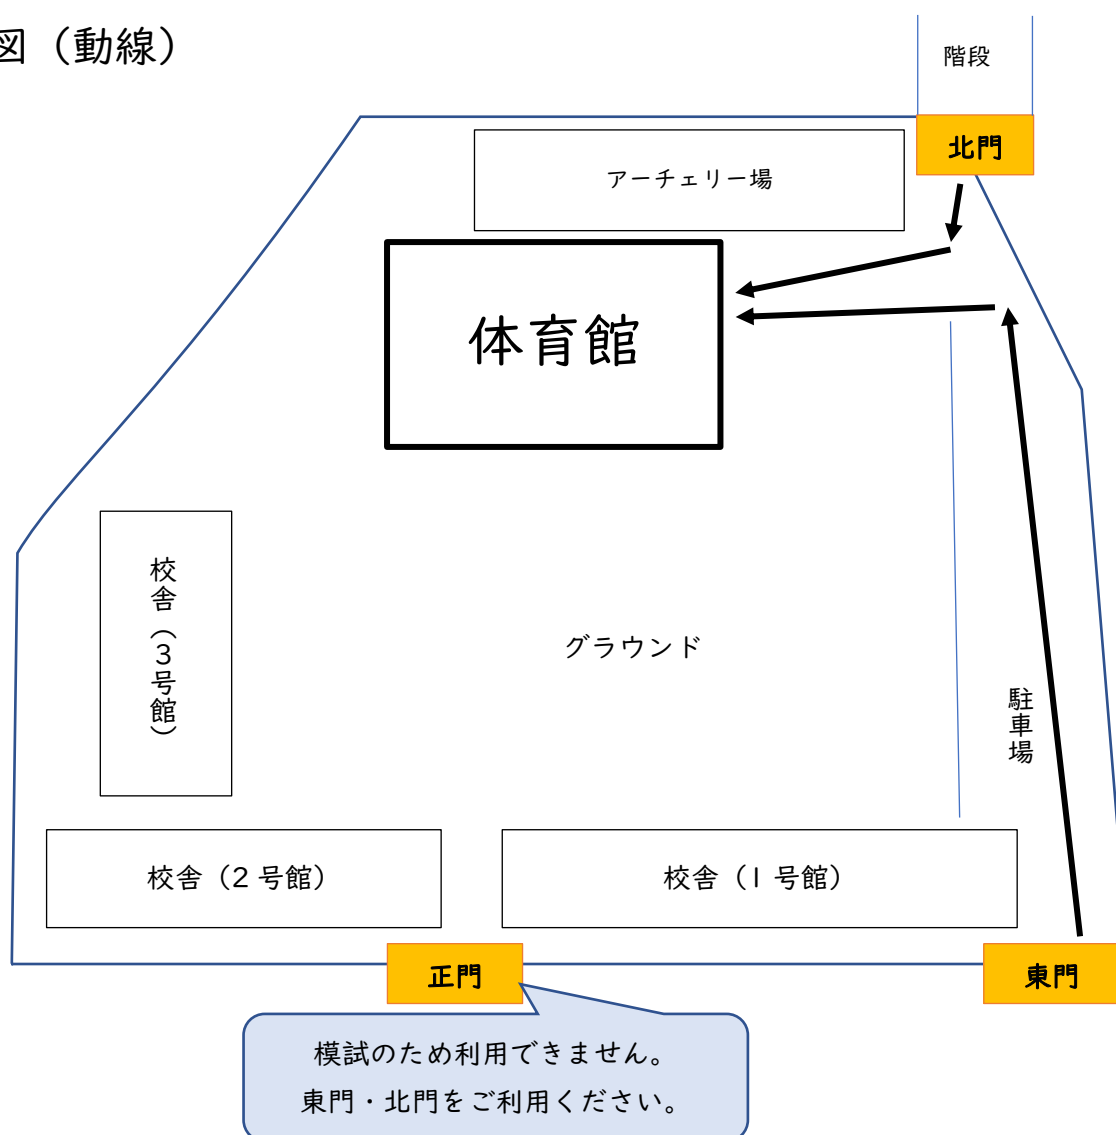 図（動線）
階段
北門
アーチェリー場
体育館
校舎（3号館）
グラウンド
駐車場
校舎（2号館）
校舎（1号館）
正門
東門
模試のため利用できません。
東門・北門をご利用ください。